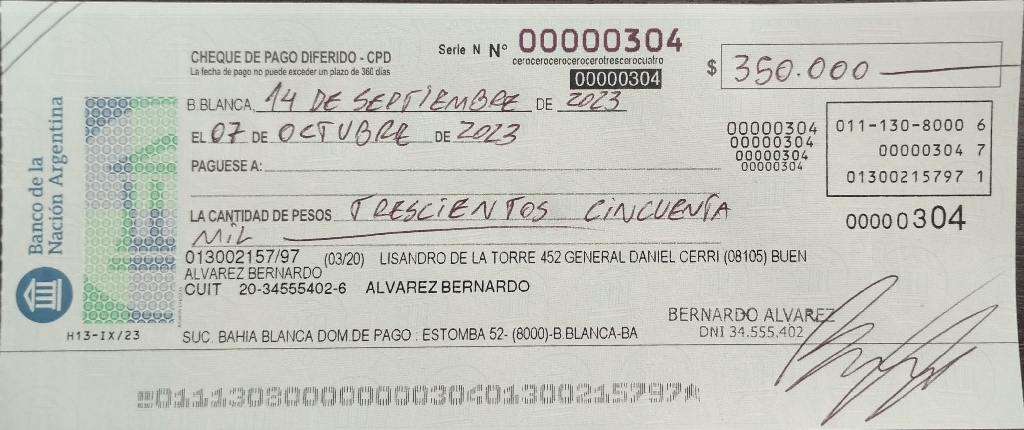 Serie N Nº 00000304
cerocerocerocerocerotrescerocuatro
00000304
CHEQUE DE PAGO DIFERIDO - CPD
La fecha de pago no puede exceder un plazo de 360 días
$ 350.000
B.BLANCA, 14 DE SEPTIEMBRE DE 2023
EL 07 DE OCTUBRE DE 2023
PAGUESE A:
00000304
00000304
00000304
00000304
011-130-8000 6
00000304 7
01300215797 1
00000304
LA CANTIDAD DE PESOS TRESCIENTOS CINCUENTA
MIL
013002157/97 (03/20) LISANDRO DE LA TORRE 452 GENERAL DANIEL CERRI (08105) BUEN
ALVAREZ BERNARDO
CUIT 20-34555402-6 ALVAREZ BERNARDO
BERNARDO ALVAREZ
DNI 34.555.402
SUC. BAHIA BLANCA DOM.DE PAGO : ESTOMBA 52- (8000)-B.BLANCA-BA
Banco de la
Nación Argentina
H13-IX/23